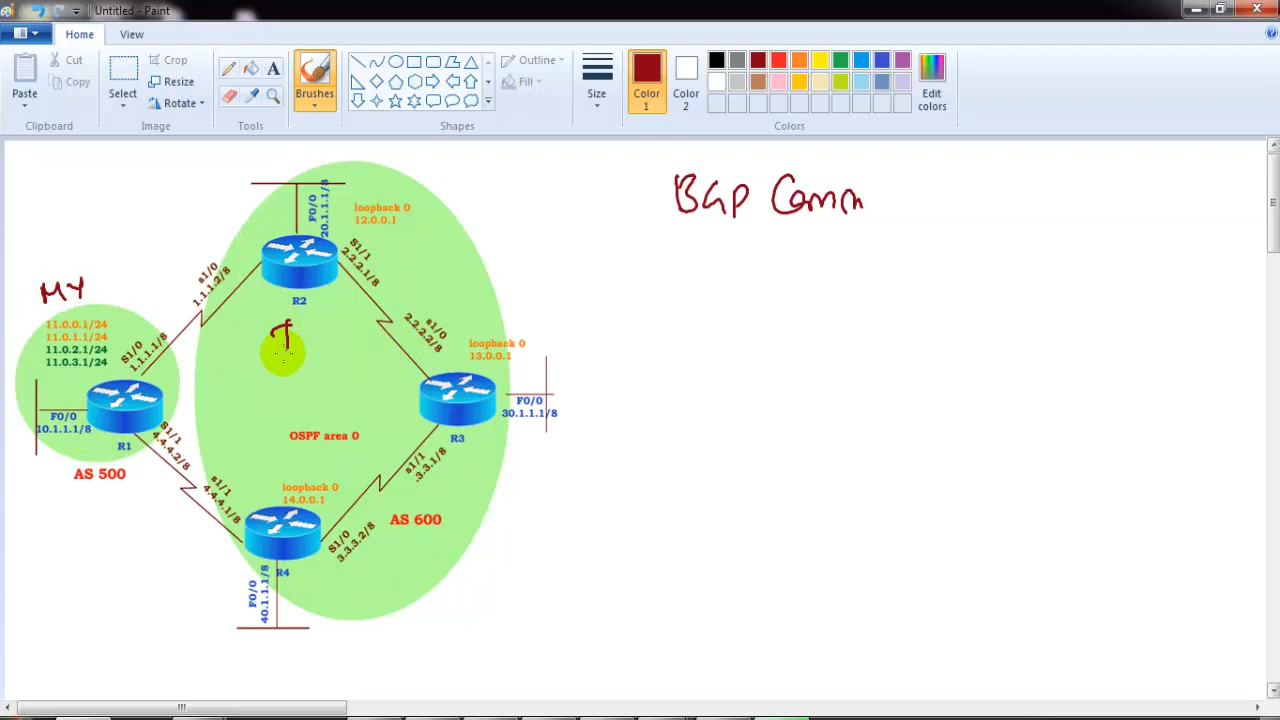 Untitled - Paint
Home
View
Paste
Cut
Copy
Clipboard
Select
Crop
Resize
Rotate
Image
A
Tools
Brushes
Outline
Fill
Shapes
Size
Color 1
Color 2
Edit colors
Colors
BGP Comm
MY
11.0.0.1/24
11.0.1.1/24
11.0.2.1/24
11.0.3.1/24
F0/0
10.1.1.1/8
R1
AS 500
S1/0
1.1.1.1/8
s1/0
1.1.1.2/8
F0/0
20.1.1.1/8
loopback 0
12.0.0.1
R2
S1/1
2.2.2.1/8
s1/0
2.2.2.2/8
loopback 0
13.0.0.1
F0/0
30.1.1.1/8
R3
OSPF area 0
S1/1
4.4.4.2/8
s1/1
4.4.4.1/8
loopback 0
14.0.0.1
s1/1
.3.3.1/8
S1/0
3.3.3.2/8
AS 600
R4
F0/0
40.1.1.1/8